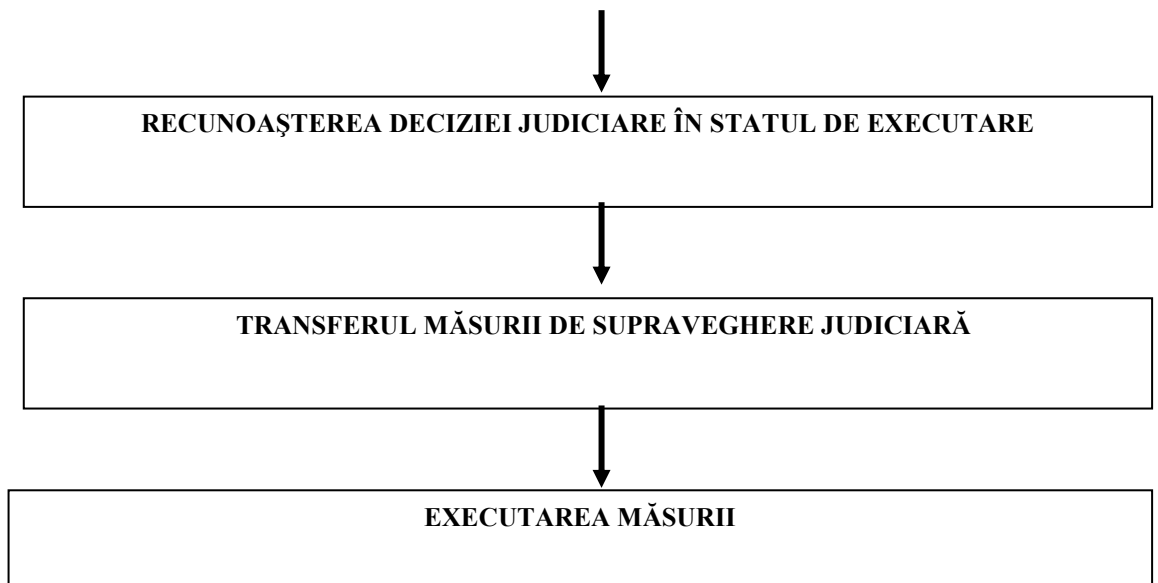 RECUNOAŞTEREA DECIZIEI JUDICIARE ÎN STATUL DE EXECUTARE
TRANSFERUL MĂSURII DE SUPRAVEGHERE JUDICIARĂ
EXECUTAREA MĂSURII